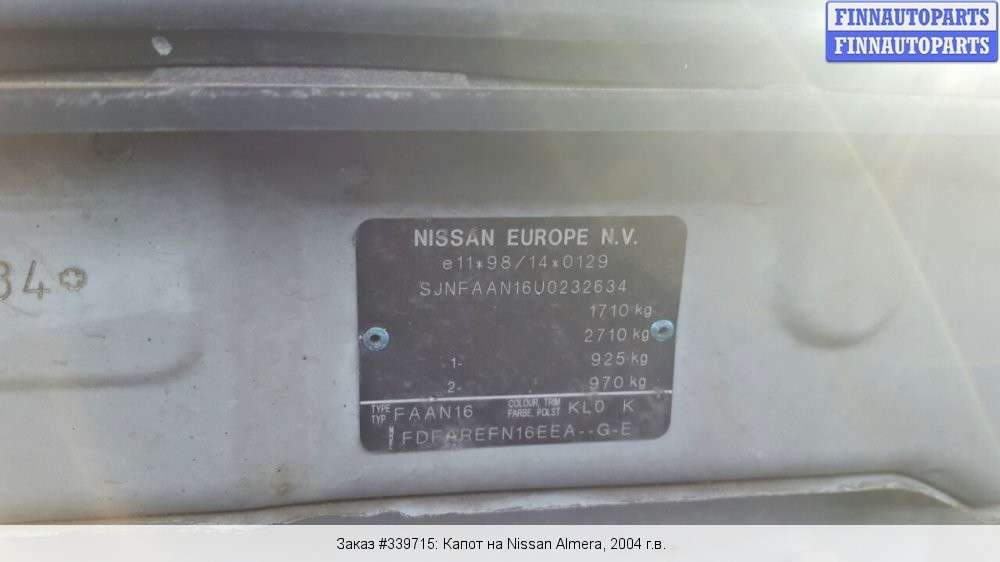 FINNAUTOPARTS
FINNAUTOPARTS
34
NISSAN EUROPE N.V.
e11*98/14*0129
SJNFAAN16U0232634
1710 kg
2710 kg
1- 925 kg
2- 970 kg
TYPE TYP FAAN16 COLOUR, TRIM FARBE, POLST KL0 K
FDFAREFN16EEA--G-E
Заказ #339715: Капот на Nissan Almera, 2004 г.в.